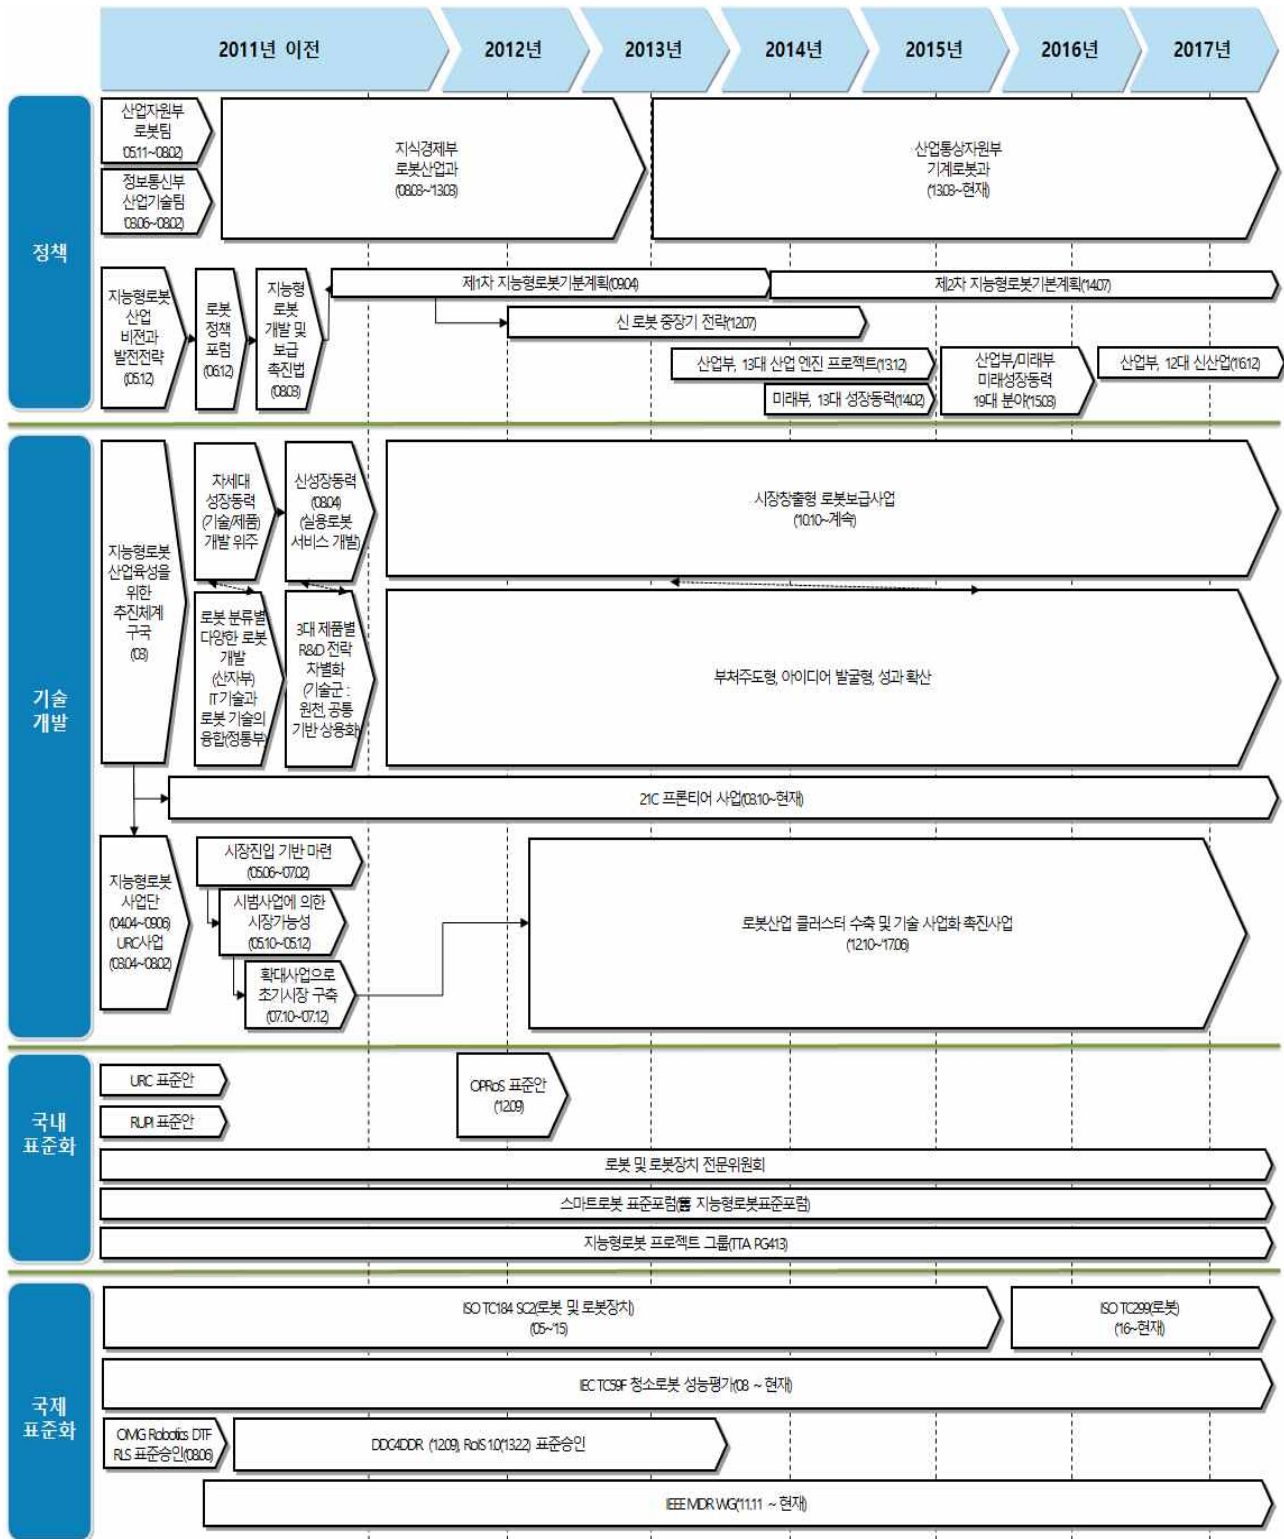 2011년 이전
2012년
2013년
2014년
2015년
2016년
2017년
정책
산업자원부
로봇팀
('05.11~'08.02)
정보통신부
산업기술팀
('03.06~'08.02)
지식경제부
로봇산업과
('08.03~'13.03)
산업통상자원부
기계로봇과
('13.03~현재)
지능형로봇
산업
비젼과
발전전략
('05.12)
로봇
정책
포럼
('06.12)
지능형
로봇
개발 및
보급
촉진법
('08.03)
제1차 지능형로봇기분계획('09.04)
제2차 지능형로봇기본계획('14.07)
신 로봇 중장기 전략('12.07)
산업부, 13대 산업 엔진 프로젝트('13.12)
미래부, 13대 성장동력('14.02)
산업부/미래부
미래성장동력
19대 분야('15.03)
산업부, 12대 신산업('16.12)
기술
개발
지능형로봇
산업육성을
위한
추진체계
구국
('03)
차세대
성장동력
(기술/제품)
개발 위주
신성장동력
('08.04)
(실용로봇
서비스 개발)
시장창출형 로봇보급사업
('10.10~계속)
로봇 분류별
다양한 로봇
개발
(산자부)
IT 기술과
로봇 기술의
융합(정통부)
3대 제품별
R&D 전략
차별화
(기술군 :
원천, 공통
기반 상용화)
부처주도형, 아이디어 발굴형, 성과 확산
21C 프론티어 사업('03.10~현재)
지능형로봇
사업단
('04.04~'09.06)
URC사업
('03.04~'08.02)
시장진입 기반 마련
('05.06~'07.02)
시범사업에 의한
시장가능성
('05.10~'05.12)
확대사업으로
초기시장 구축
('07.10~'07.12)
로봇산업 클러스터 수축 및 기술 사업화 촉진사업
('12.10~'17.06)
국내
표준화
URC 표준안
RUPI 표준안
OPRoS 표준안
('12.09)
로봇 및 로봇장치 전문위원회
스마트로봇 표준포럼(舊 지능형로봇표준포럼)
지능형로봇 프로젝트 그룹(TTA PG413)
국제
표준화
ISO TC184 SC2(로봇 및 로봇장치)
('05~'15)
ISO TC299(로봇)
('16~현재)
IEC TC59F 청소로봇 성능평가('08 ~ 현재)
OMG Robotics DTF
RLS 표준승인('08.06)
DDC4DDR ('12.09), RoIS 1.0('13.2.2) 표준승인
IEEE MDR WG('11.11 ~ 현재)